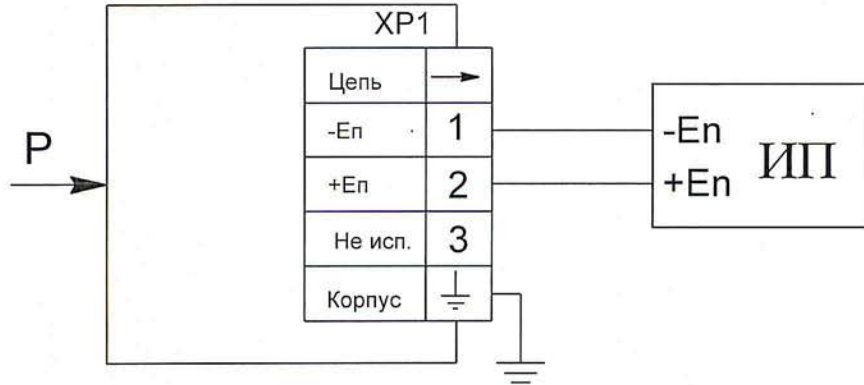 XP1
Цепь
-Еп 1
+Еп 2
Не исп. 3
Корпус
P
-En
+En
ИП